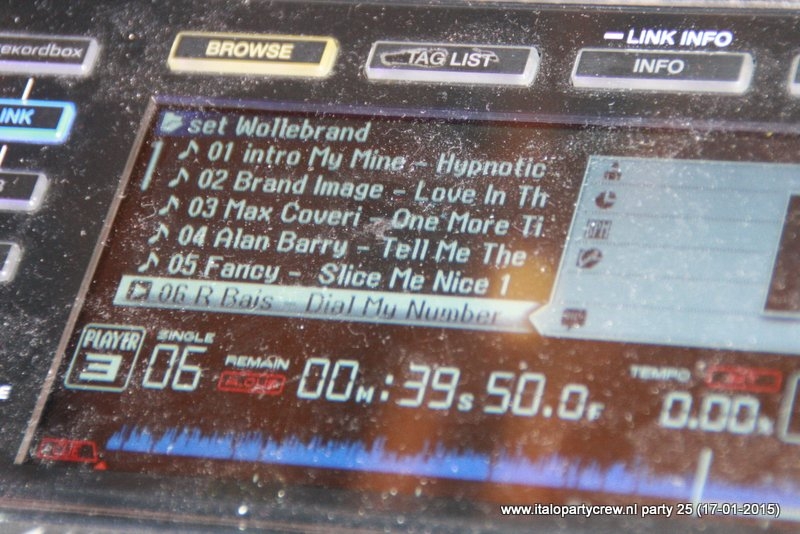 rekordbox
BROWSE
TAG LIST
LINK INFO
INFO
INK
set Wollebrand
01 intro My Mine - Hypnotic
02 Brand Image - Love In Th
03 Max Coveri - One More Ti
04 Alan Barry - Tell Me The
05 Fancy - Slice Me Nice 1
06 R Bais - Dial My Number
PLAYER
3
SINGLE
06
REMAIN
00M:39S 50.0F
TEMPO
0.00%
www.italopartycrew.nl party 25 (17-01-2015)